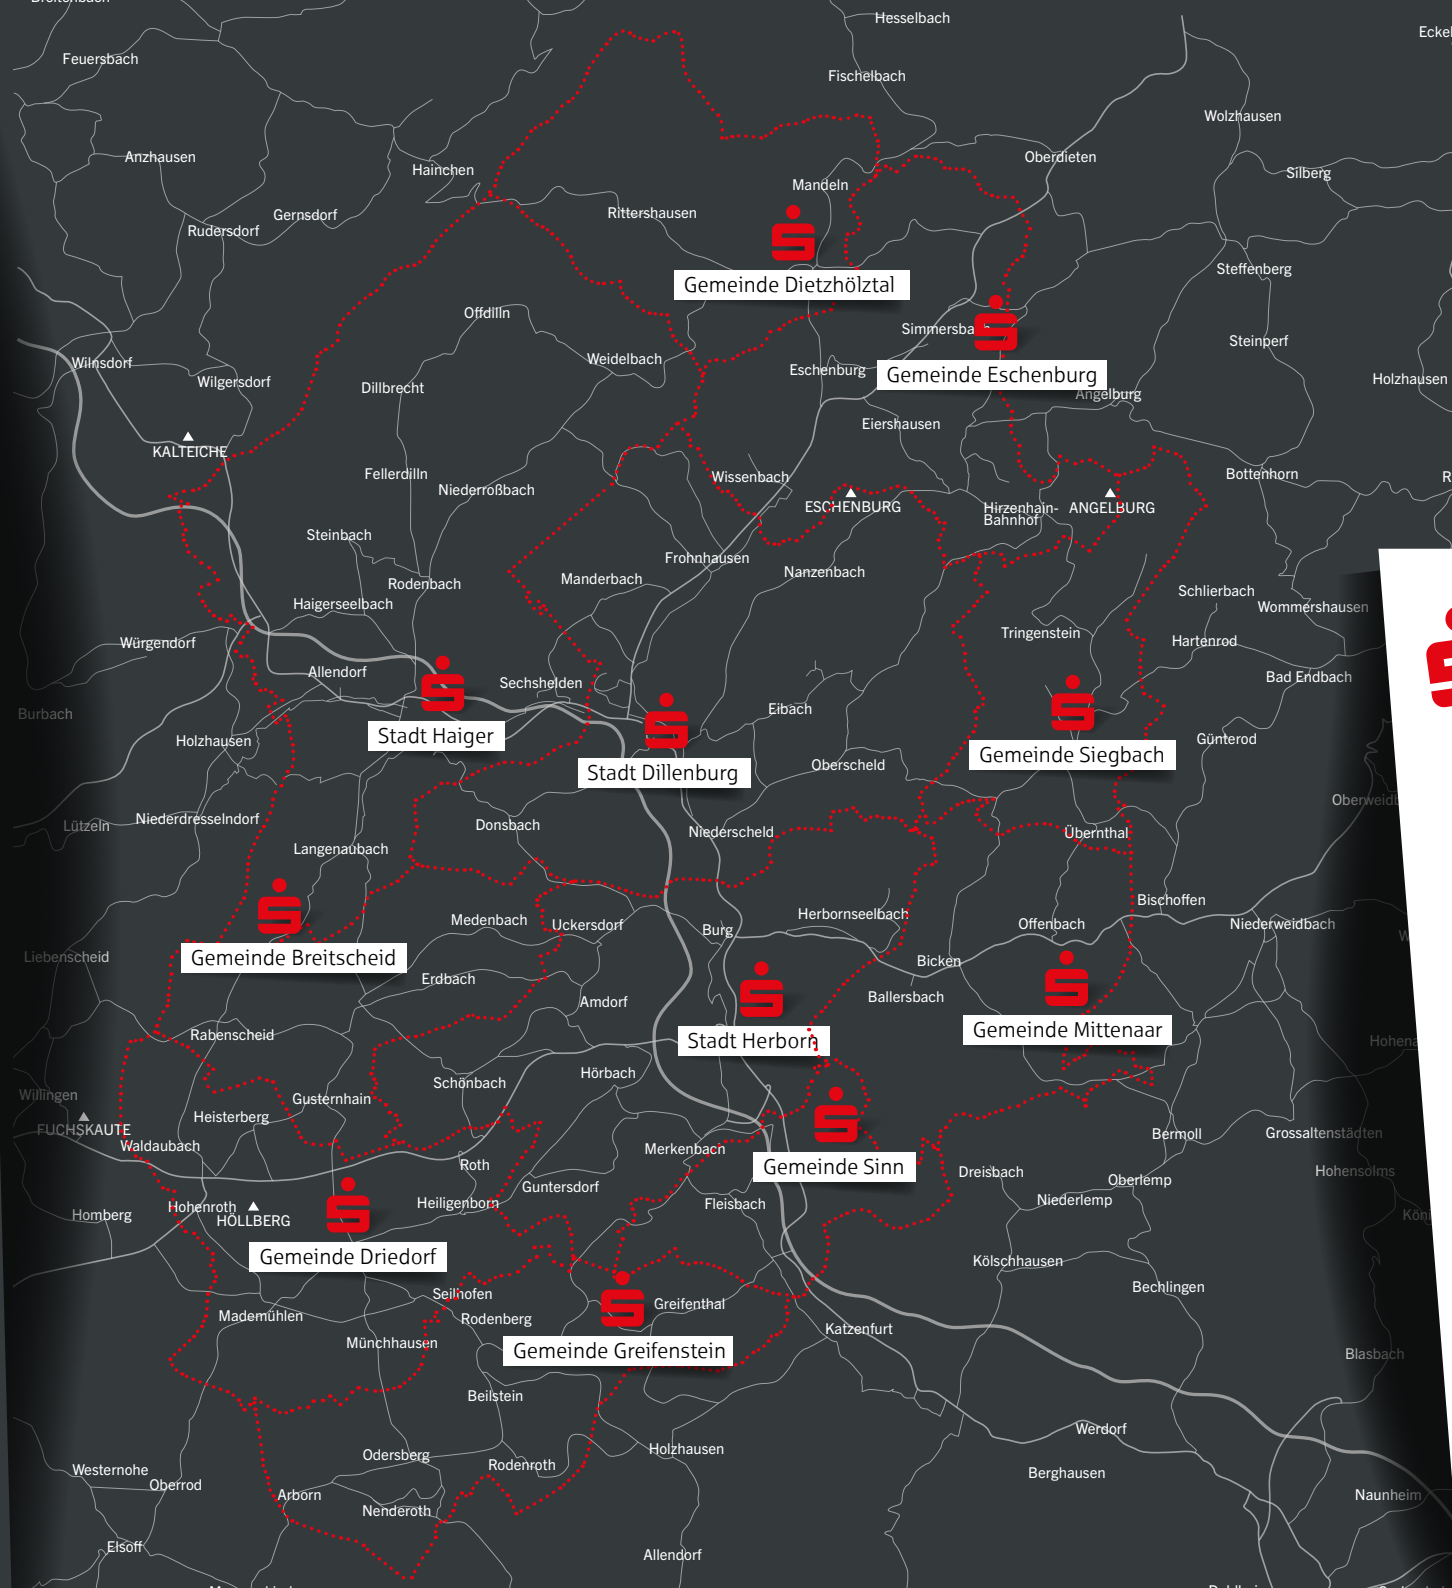 Hesselbach
Feuersbach
Fischelbach
Wolzhausen
Anzhausen
Oberdieten
Hainchen
Silberg
Mandeln
Gernsdorf
Rittershausen
Rudersdorf
Steffenberg
Gemeinde Dietzhölztal
Offdilln
Simmersba
Steinperf
Weidelbach
Wilnsdorf
Eschenburg
Gemeinde Eschenburg
Wilgersdorf
Holzhausen
Dillbrecht
Angelburg
Eiershausen
KALTEICHE
Fellerdilln
Bottenhorn
Wissenbach
Niederroßbach
ESCHENBURG
Hirzenhain-
Bahnhof
ANGELBURG
Steinbach
Frohnhausen
Nanzenbach
Manderbach
Rodenbach
Schlierbach
Haigerseelbach
Wommershausen
Tringenstein
Hartenrod
Würgendorf
Allendorf
Bad Endbach
Sechshelden
Eibach
Burbach
Stadt Haiger
Holzhausen
Günterod
Gemeinde Siegbach
Oberscheld
Stadt Dillenburg
Niederdresselndorf
Lützeln
Donsbach
Niederscheld
Übernthal
Langenaubach
Bischoffen
Herbornseelbach
Medenbach
Uckersdorf
Burg
Offenbach
Niederweidbach
Liebenscheid
Gemeinde Breitscheid
Bicken
Erdbach
Ballersbach
Amdorf
Gemeinde Mittenaar
Rabenscheid
Stadt Herborn
Hörbach
Schönbach
Willingen
Gusternhain
Heisterberg
FUCHSKAUTE
Bermoll
Grossaltenstädten
Waldaubach
Merkenbach
Gemeinde Sinn
Roth
Dreisbach
Hohensolms
Oberlemp
Guntersdorf
Niederlemp
Heiligenborn
Fleisbach
Hohenroth
Homberg
HÖLLBERG
Gemeinde Driedorf
Kölschhausen
Bechlingen
Seilhofen
Greifenthal
Mademühlen
Rodenberg
Katzenfurt
Münchhausen
Gemeinde Greifenstein
Blasbach
Beilstein
Werdorf
Holzhausen
Odersberg
Rodenroth
Westernohe
Berghausen
Oberrod
Arborn
Naunheim
Nenderoth
Elsoff
Allendorf